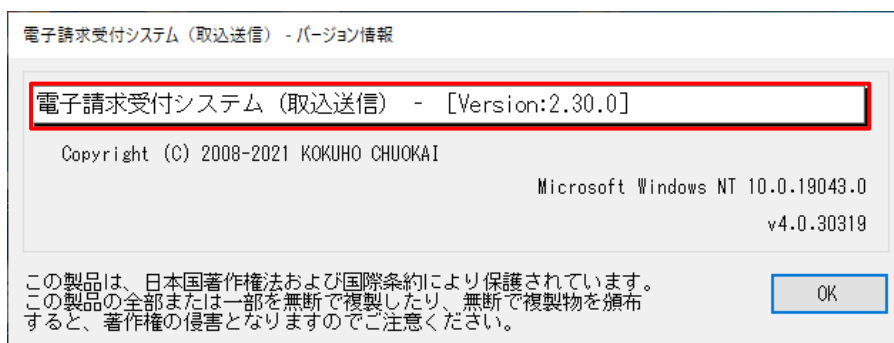 電子請求受付システム（取込送信） - バージョン情報
電子請求受付システム（取込送信） - [Version:2.30.0]
Copyright (C) 2008-2021 KOKUHO CHUOKAI
Microsoft Windows NT 10.0.19043.0
v4.0.30319
この製品は、日本国著作権法および国際条約により保護されています。
この製品の全部または一部を無断で複製したり、無断で複製物を頒布
すると、著作権の侵害となりますのでご注意ください。
OK